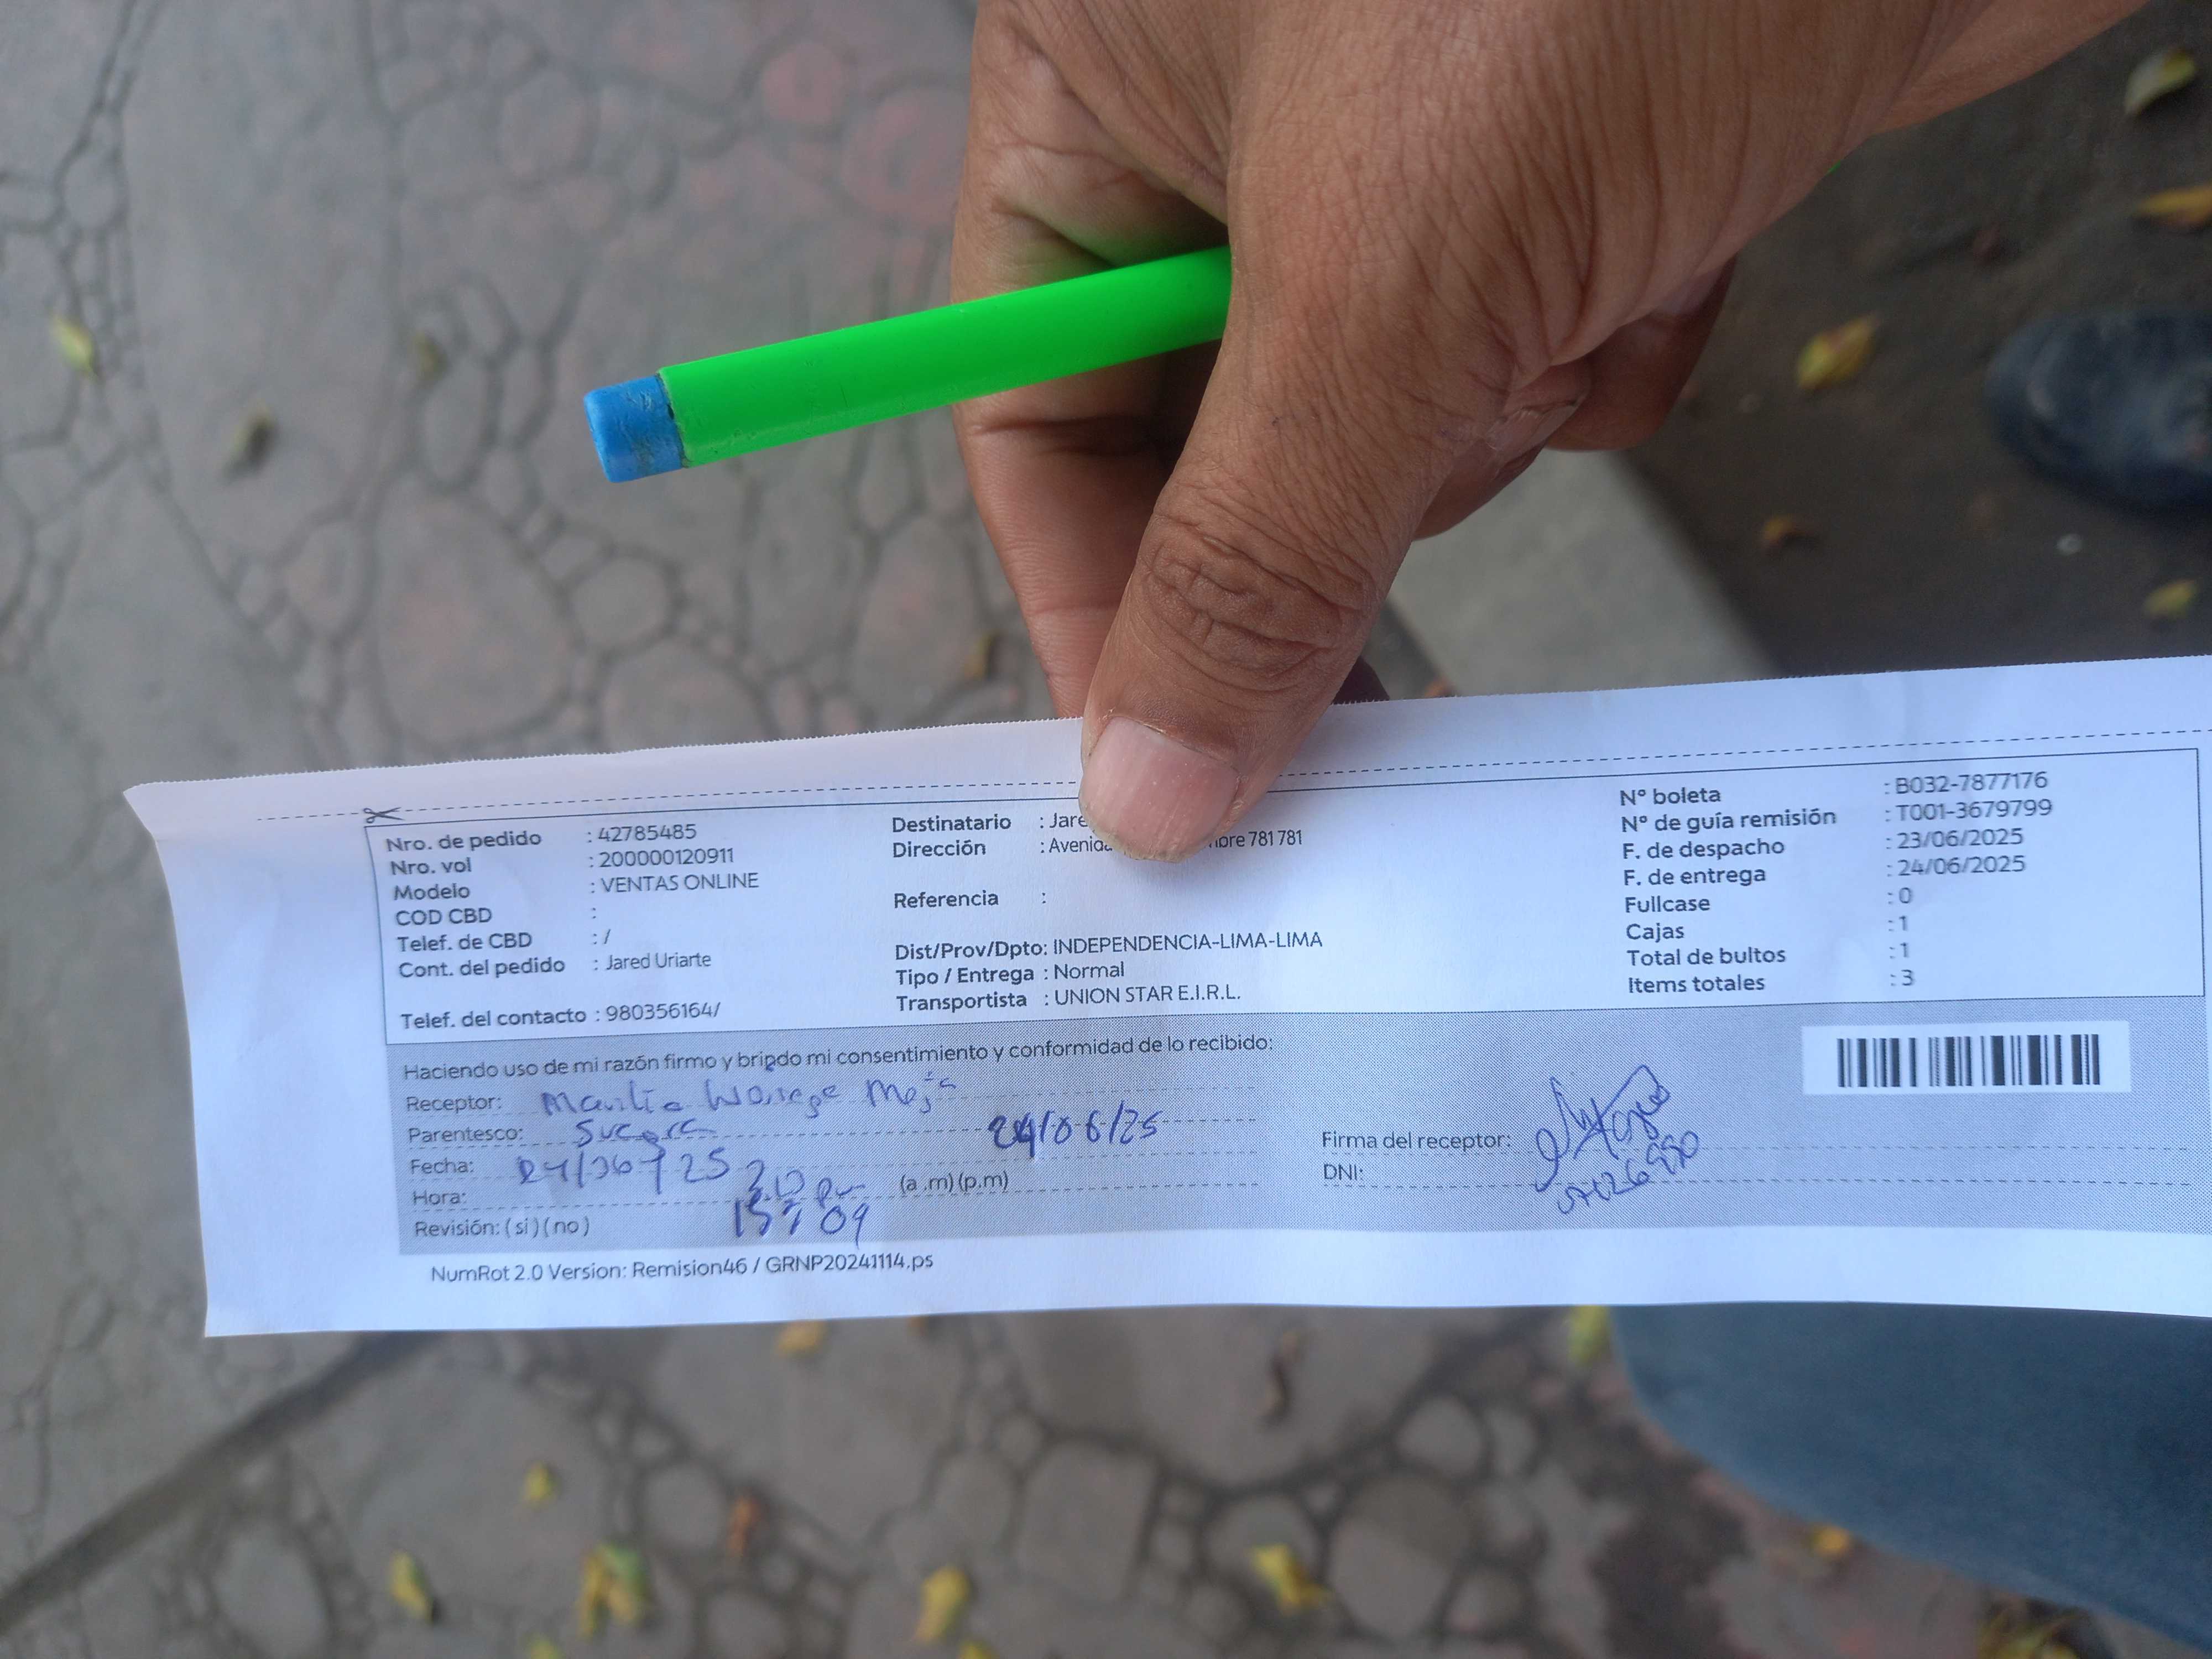 Nro. de pedido : 42785485
Nro. vol : 200000120911
Modelo : VENTAS ONLINE
COD CBD :
Telef. de CBD : /
Cont. del pedido : Jared Uriarte
Telef. del contacto : 980356164/
Destinatario : Jare
Dirección : Avenida bre 781 781
Referencia :
Dist/Prov/Dpto: INDEPENDENCIA-LIMA-LIMA
Tipo / Entrega : Normal
Transportista : UNION STAR E.I.R.L.
N° boleta : B032-7877176
N° de guía remisión : T001-3679799
F. de despacho : 23/06/2025
F. de entrega : 24/06/2025
Fullcase : 0
Cajas : 1
Total de bultos : 1
Items totales : 3
Haciendo uso de mi razón firmo y brindo mi consentimiento y conformidad de lo recibido:
Receptor:
Parentesco: 24/06/25
Fecha:
Hora: (a .m) (p.m)
Revisión: ( si ) ( no ) 15:09
Firma del receptor:
DNI:
NumRot 2.0 Version: Remision46 / GRNP20241114.ps